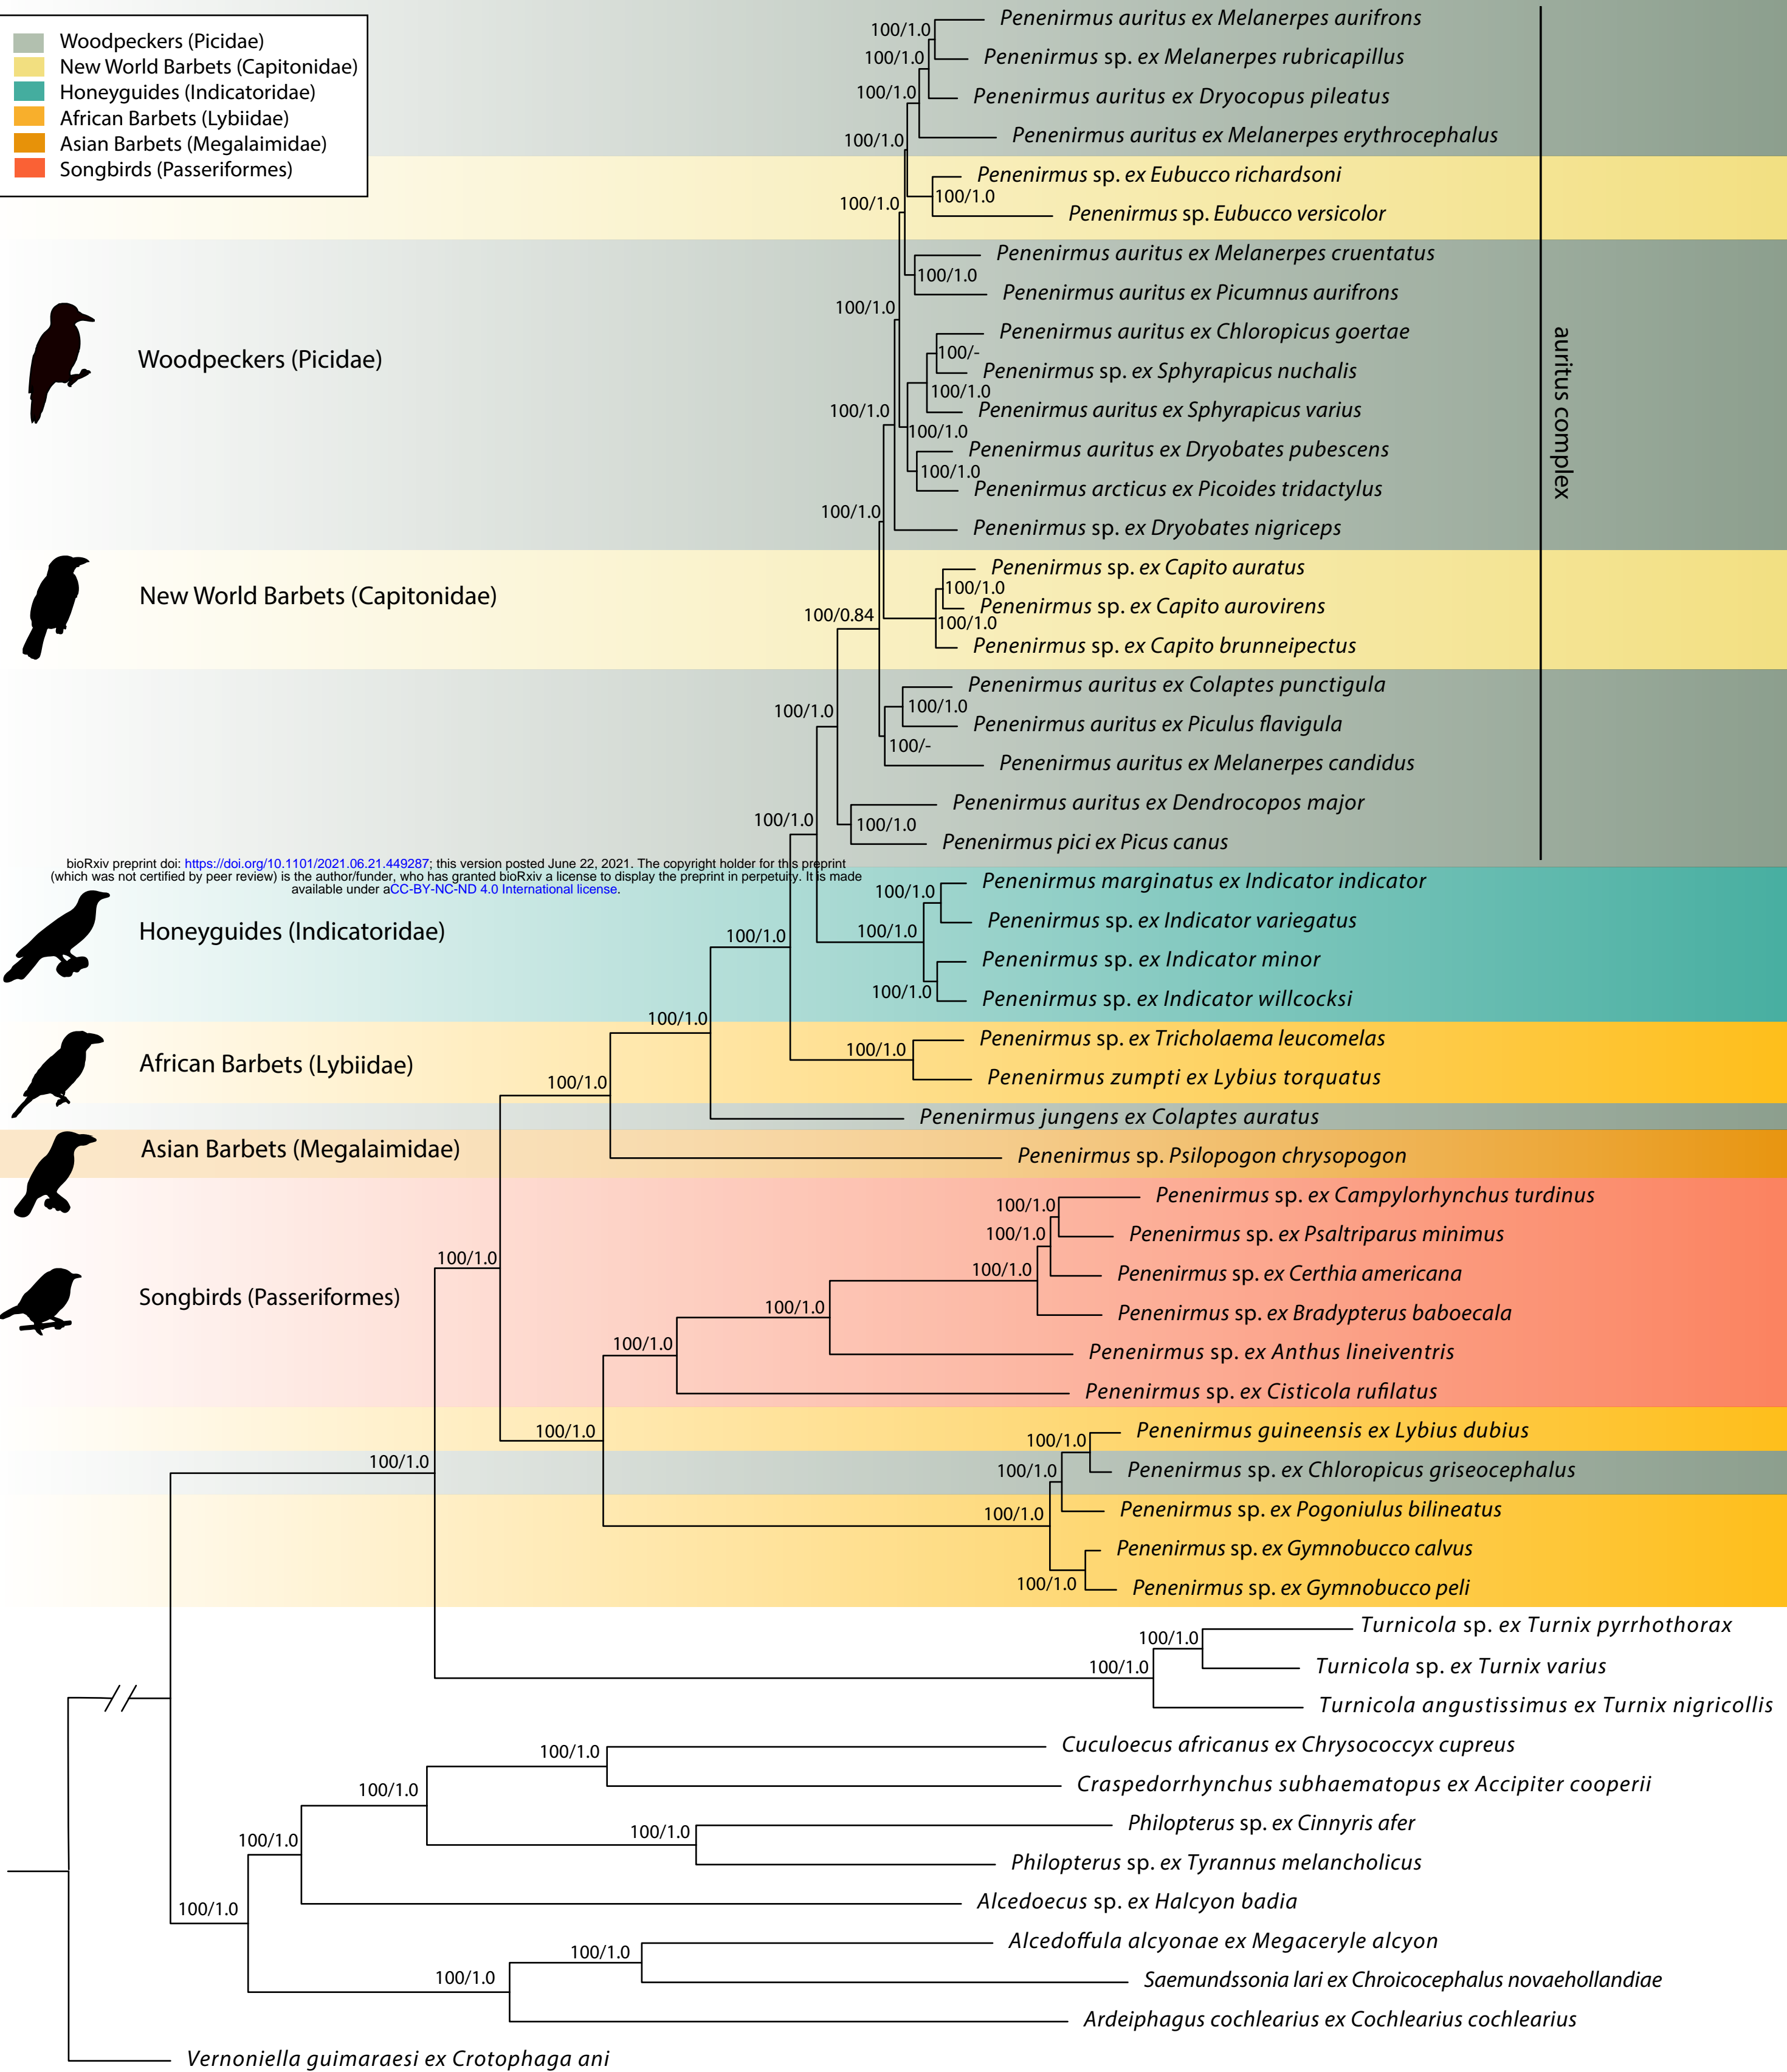 Woodpeckers (Picidae)
New World Barbets (Capitonidae)
Honeyguides (Indicatoridae)
African Barbets (Lybiidae)
Asian Barbets (Megalaimidae)
Songbirds (Passeriformes)
100/1.0
Penenirmus auritus ex Melanerpes aurifrons
100/1.0
Penenirmus sp. ex Melanerpes rubricapillus
100/1.0
Penenirmus auritus ex Dryocopus pileatus
100/1.0
Penenirmus auritus ex Melanerpes erythrocephalus
Penenirmus sp. ex Eubucco richardsoni
100/1.0
100/1.0
Penenirmus sp. Eubucco versicolor
Penenirmus auritus ex Melanerpes cruentatus
100/1.0
Penenirmus auritus ex Picumnus aurifrons
100/1.0
Penenirmus auritus ex Chloropicus goertae
100/-
Woodpeckers (Picidae)
Penenirmus sp. ex Sphyrapicus nuchalis
100/1.0
100/1.0
Penenirmus auritus ex Sphyrapicus varius
100/1.0
Penenirmus auritus ex Dryobates pubescens
100/1.0
Penenirmus arcticus ex Picoides tridactylus
100/1.0
Penenirmus sp. ex Dryobates nigriceps
auritus complex
Penenirmus sp. ex Capito auratus
100/1.0
New World Barbets (Capitonidae)
Penenirmus sp. ex Capito aurovirens
100/0.84
100/1.0
Penenirmus sp. ex Capito brunneipectus
Penenirmus auritus ex Colaptes punctigula
100/1.0
100/1.0
Penenirmus auritus ex Piculus flavigula
100/-
Penenirmus auritus ex Melanerpes candidus
Penenirmus auritus ex Dendrocopos major
100/1.0
100/1.0
Penenirmus pici ex Picus canus
bioRxiv preprint doi: https://doi.org/10.1101/2021.06.21.449287; this version posted June 22, 2021. The copyright holder for this preprint
(which was not certified by peer review) is the author/funder, who has granted bioRxiv a license to display the preprint in perpetuity. It is made
available under aCC-BY-NC-ND 4.0 International license.
Penenirmus marginatus ex Indicator indicator
100/1.0
Penenirmus sp. ex Indicator variegatus
Honeyguides (Indicatoridae)
100/1.0
100/1.0
Penenirmus sp. ex Indicator minor
100/1.0
Penenirmus sp. ex Indicator willcocksi
100/1.0
Penenirmus sp. ex Tricholaema leucomelas
100/1.0
African Barbets (Lybiidae)
Penenirmus zumpti ex Lybius torquatus
100/1.0
Penenirmus jungens ex Colaptes auratus
Asian Barbets (Megalaimidae)
Penenirmus sp. Psilopogon chrysopogon
Penenirmus sp. ex Campylorhynchus turdinus
100/1.0
100/1.0
Penenirmus sp. ex Psaltriparus minimus
100/1.0
100/1.0
Penenirmus sp. ex Certhia americana
Songbirds (Passeriformes)
100/1.0
Penenirmus sp. ex Bradypterus baboecala
100/1.0
Penenirmus sp. ex Anthus lineiventris
Penenirmus sp. ex Cisticola rufilatus
100/1.0
Penenirmus guineensis ex Lybius dubius
100/1.0
100/1.0
100/1.0
Penenirmus sp. ex Chloropicus griseocephalus
100/1.0
Penenirmus sp. ex Pogoniulus bilineatus
Penenirmus sp. ex Gymnobucco calvus
100/1.0
Penenirmus sp. ex Gymnobucco peli
Turnicola sp. ex Turnix pyrrhothorax
100/1.0
100/1.0
Turnicola sp. ex Turnix varius
Turnicola angustissimus ex Turnix nigricollis
100/1.0
Cuculoecus africanus ex Chrysococcyx cupreus
100/1.0
Craspedorrhynchus subhaematopus ex Accipiter cooperii
100/1.0
100/1.0
Philopterus sp. ex Cinnyris afer
Philopterus sp. ex Tyrannus melancholicus
100/1.0
Alcedoecus sp. ex Halcyon badia
100/1.0
Alcedoffula alcyonae ex Megaceryle alcyon
100/1.0
Saemundssonia lari ex Chroicocephalus novaehollandiae
Ardeiphagus cochlearius ex Cochlearius cochlearius
Vernoniella guimaraesi ex Crotophaga ani